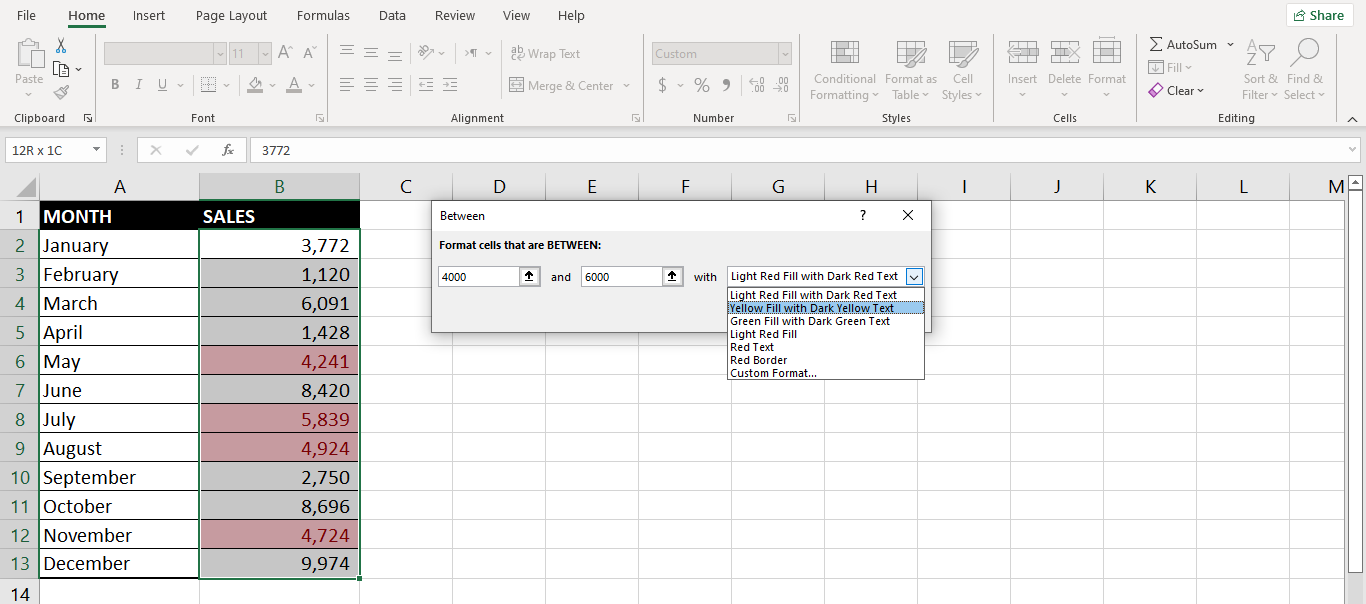 File Home Insert Page Layout Formulas Data Review View Help Share
11 Wrap Text Custom AutoSum
Paste Conditional Format as Cell Insert Delete Format Fill Sort & Find &
B I U Merge & Center $ % Formatting Table Styles Clear Filter Select
Clipboard Font Alignment Number Styles Cells Editing
12R x 1C fx 3772
A B C D E F G H I J K L M
1 MONTH SALES
2 January 3,772
3 February 1,120
4 March 6,091
5 April 1,428
6 May 4,241
7 June 8,420
8 July 5,839
9 August 4,924
10 September 2,750
11 October 8,696
12 November 4,724
13 December 9,974
14
Between ?
Format cells that are BETWEEN:
4000 and 6000 with Light Red Fill with Dark Red Text
Light Red Fill with Dark Red Text
Yellow Fill with Dark Yellow Text
Green Fill with Dark Green Text
Light Red Fill
Red Text
Red Border
Custom Format...